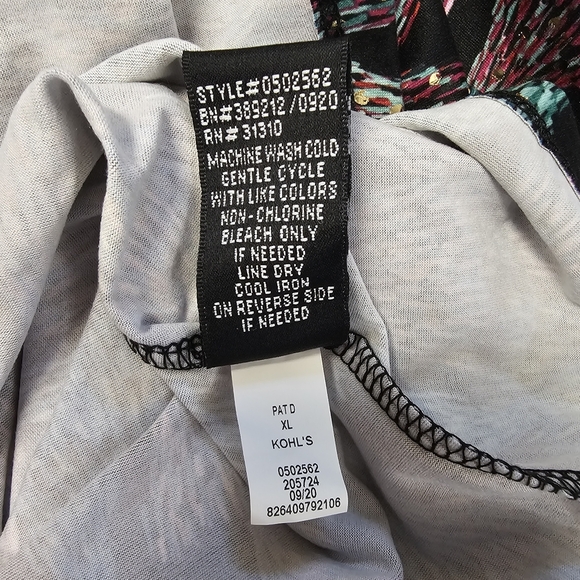 STYLE#0502562
BN#389212/0920
RN#31310
MACHINE WASH COLD
GENTLE CYCLE
WITH LIKE COLORS
NON-CHLORINE
BLEACH ONLY
IF NEEDED
LINE DRY
COOL IRON
ON REVERSE SIDE
IF NEEDED
PAT D
XL
KOHL'S
0502562
205724
09/20
826409792106